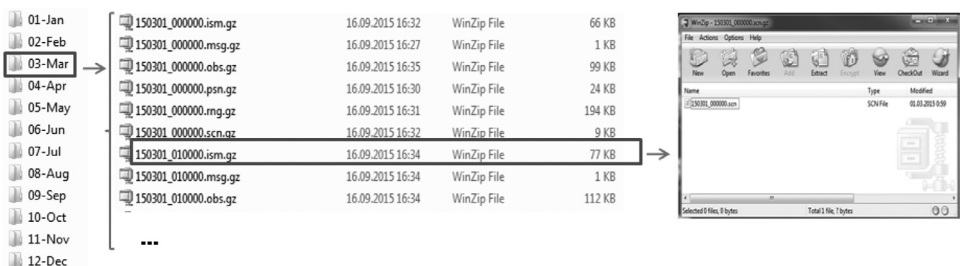 01-Jan
02-Feb
03-Mar
04-Apr
05-May
06-Jun
07-Jul
08-Aug
09-Sep
10-Oct
11-Nov
12-Dec
150301_000000.ism.gz 16.09.2015 16:32 WinZip File 66 KB
150301_000000.msg.gz 16.09.2015 16:27 WinZip File 1 KB
150301_000000.obs.gz 16.09.2015 16:35 WinZip File 99 KB
150301_000000.psn.gz 16.09.2015 16:30 WinZip File 24 KB
150301_000000.rng.gz 16.09.2015 16:31 WinZip File 194 KB
150301_000000.scn.gz 16.09.2015 16:32 WinZip File 9 KB
150301_010000.ism.gz 16.09.2015 16:34 WinZip File 77 KB
150301_010000.msg.gz 16.09.2015 16:34 WinZip File 1 KB
150301_010000.obs.gz 16.09.2015 16:34 WinZip File 112 KB
...
WinZip - 150301_000000.scn.gz
File Actions Options Help
New Open Favorites Add Extract Encrypt View CheckOut Wizard
Name Type Modified
150301_000000.scn SCN File 01.03.2015 0:59
Selected 0 files, 0 bytes Total 1 file, ? bytes